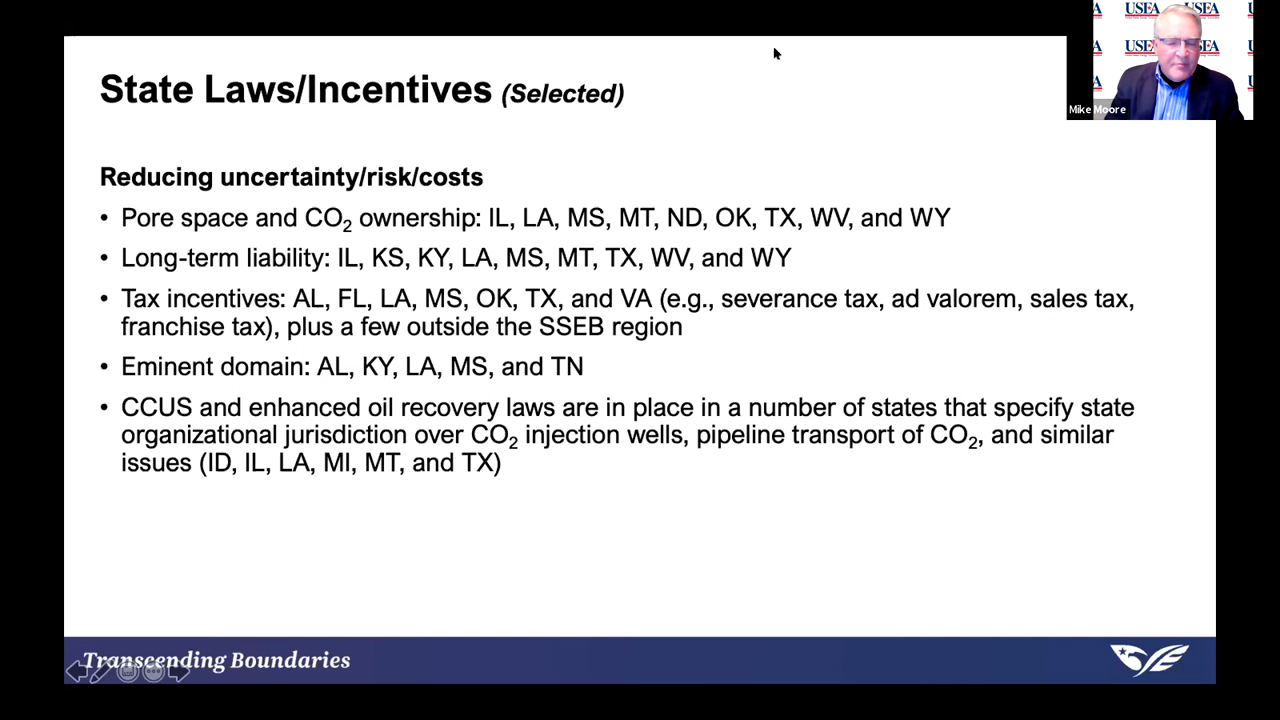 State Laws/Incentives (Selected)
Reducing uncertainty/risk/costs
• Pore space and CO₂ ownership: IL, LA, MS, MT, ND, OK, TX, WV, and WY
• Long-term liability: IL, KS, KY, LA, MS, MT, TX, WV, and WY
• Tax incentives: AL, FL, LA, MS, OK, TX, and VA (e.g., severance tax, ad valorem, sales tax,
franchise tax), plus a few outside the SSEB region
• Eminent domain: AL, KY, LA, MS, and TN
• CCUS and enhanced oil recovery laws are in place in a number of states that specify state
organizational jurisdiction over CO₂ injection wells, pipeline transport of CO₂, and similar
issues (ID, IL, LA, MI, MT, and TX)
Transcending Boundaries
USEA
Mike Moore